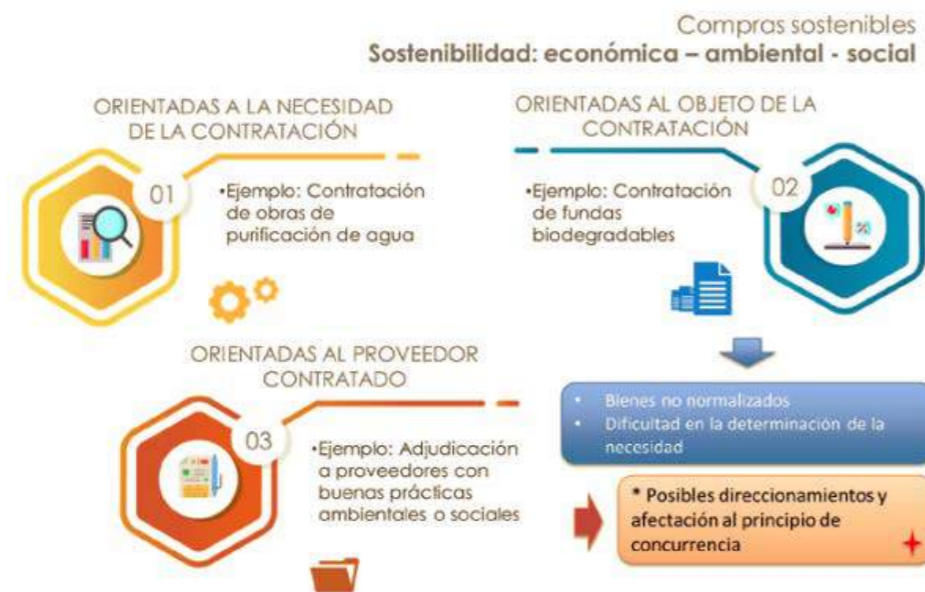 Compras sostenibles
Sostenibilidad: económica – ambiental - social
ORIENTADAS A LA NECESIDAD
DE LA CONTRATACIÓN
01
•Ejemplo: Contratación
de obras de
purificación de agua
ORIENTADAS AL OBJETO DE LA
CONTRATACIÓN
02
•Ejemplo: Contratación
de fundas
biodegradables
ORIENTADAS AL PROVEEDOR
CONTRATADO
03
•Ejemplo: Adjudicación
a proveedores con
buenas prácticas
ambientales o sociales
• Bienes no normalizados
• Dificultad en la determinación de la
necesidad
* Posibles direccionamientos y
afectación al principio de
concurrencia